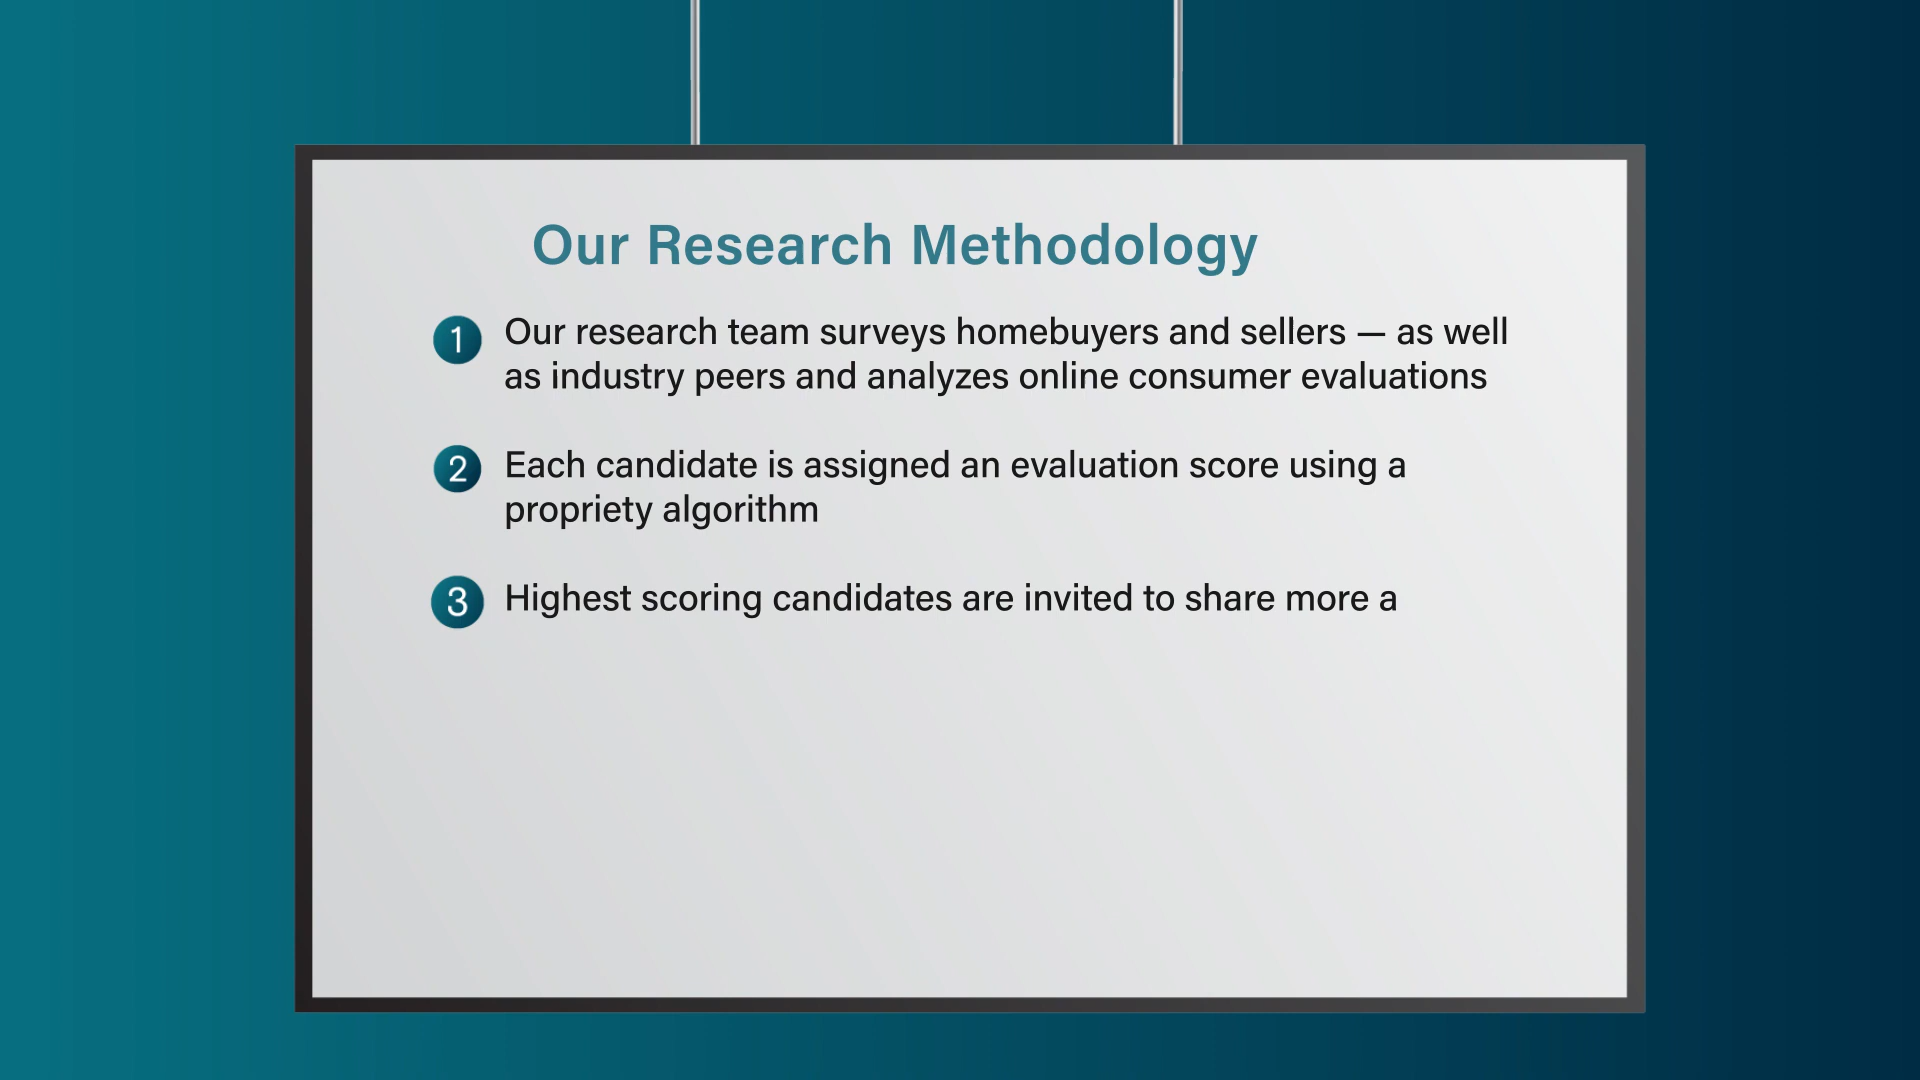 Our Research Methodology
1 Our research team surveys homebuyers and sellers — as well
as industry peers and analyzes online consumer evaluations
2 Each candidate is assigned an evaluation score using a
propriety algorithm
3 Highest scoring candidates are invited to share more a